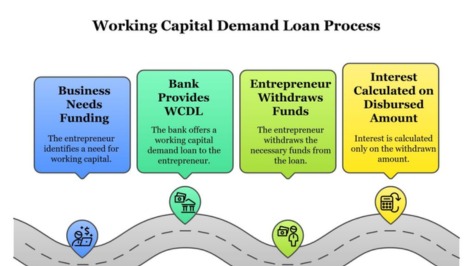 Working Capital Demand Loan Process
Business
Needs
Funding
The entrepreneur
identifies a need for
working capital.
Bank
Provides
WCDL
The bank offers a
working capital
demand loan to the
entrepreneur.
Entrepreneur
Withdraws
Funds
The entrepreneur
withdraws the
necessary funds from
the loan.
Interest
Calculated on
Disbursed
Amount
Interest is calculated
only on the withdrawn
amount.